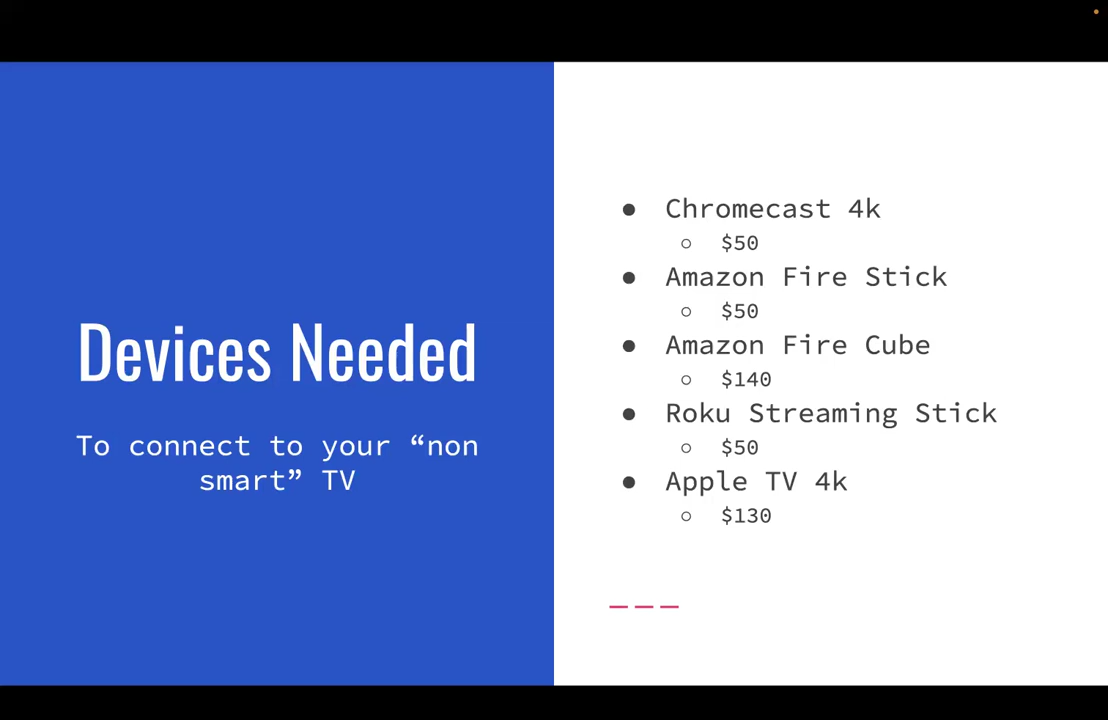 Devices Needed
To connect to your “non
smart” TV
● Chromecast 4k
○ $50
● Amazon Fire Stick
○ $50
● Amazon Fire Cube
○ $140
● Roku Streaming Stick
○ $50
● Apple TV 4k
○ $130